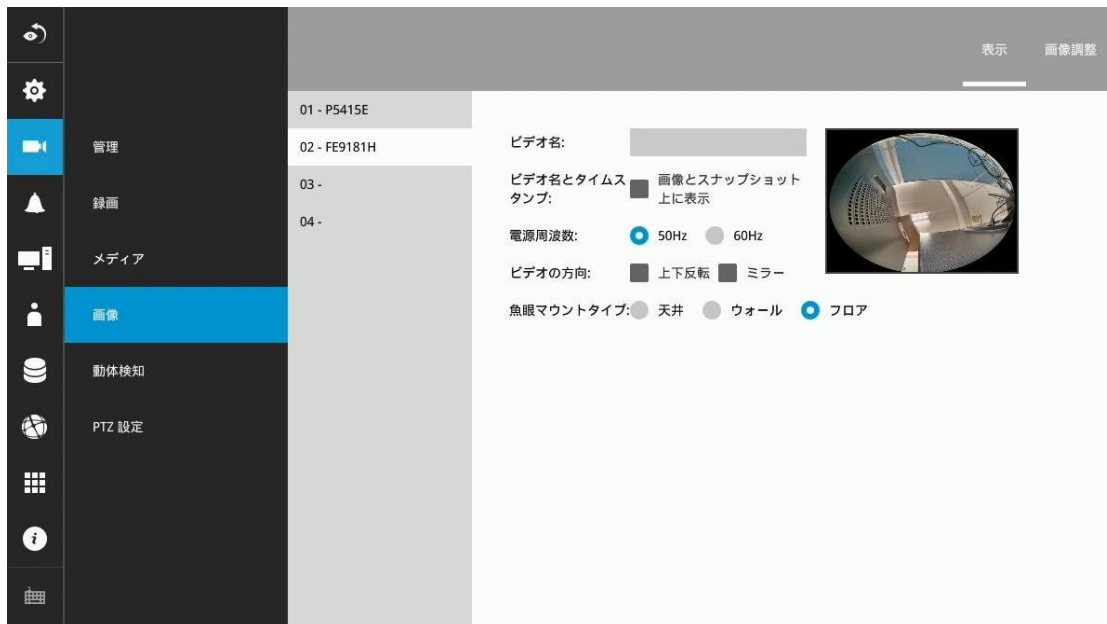 表示 画像調整
管理
録画
メディア
画像
動体検知
PTZ 設定
01 - P5415E
02 - FE9181H
03 -
04 -
ビデオ名:
ビデオ名とタイムス
タンプ:
画像とスナップショット
上に表示
電源周波数: 50Hz 60Hz
ビデオの方向: 上下反転 ミラー
魚眼マウントタイプ: 天井 ウォール フロア